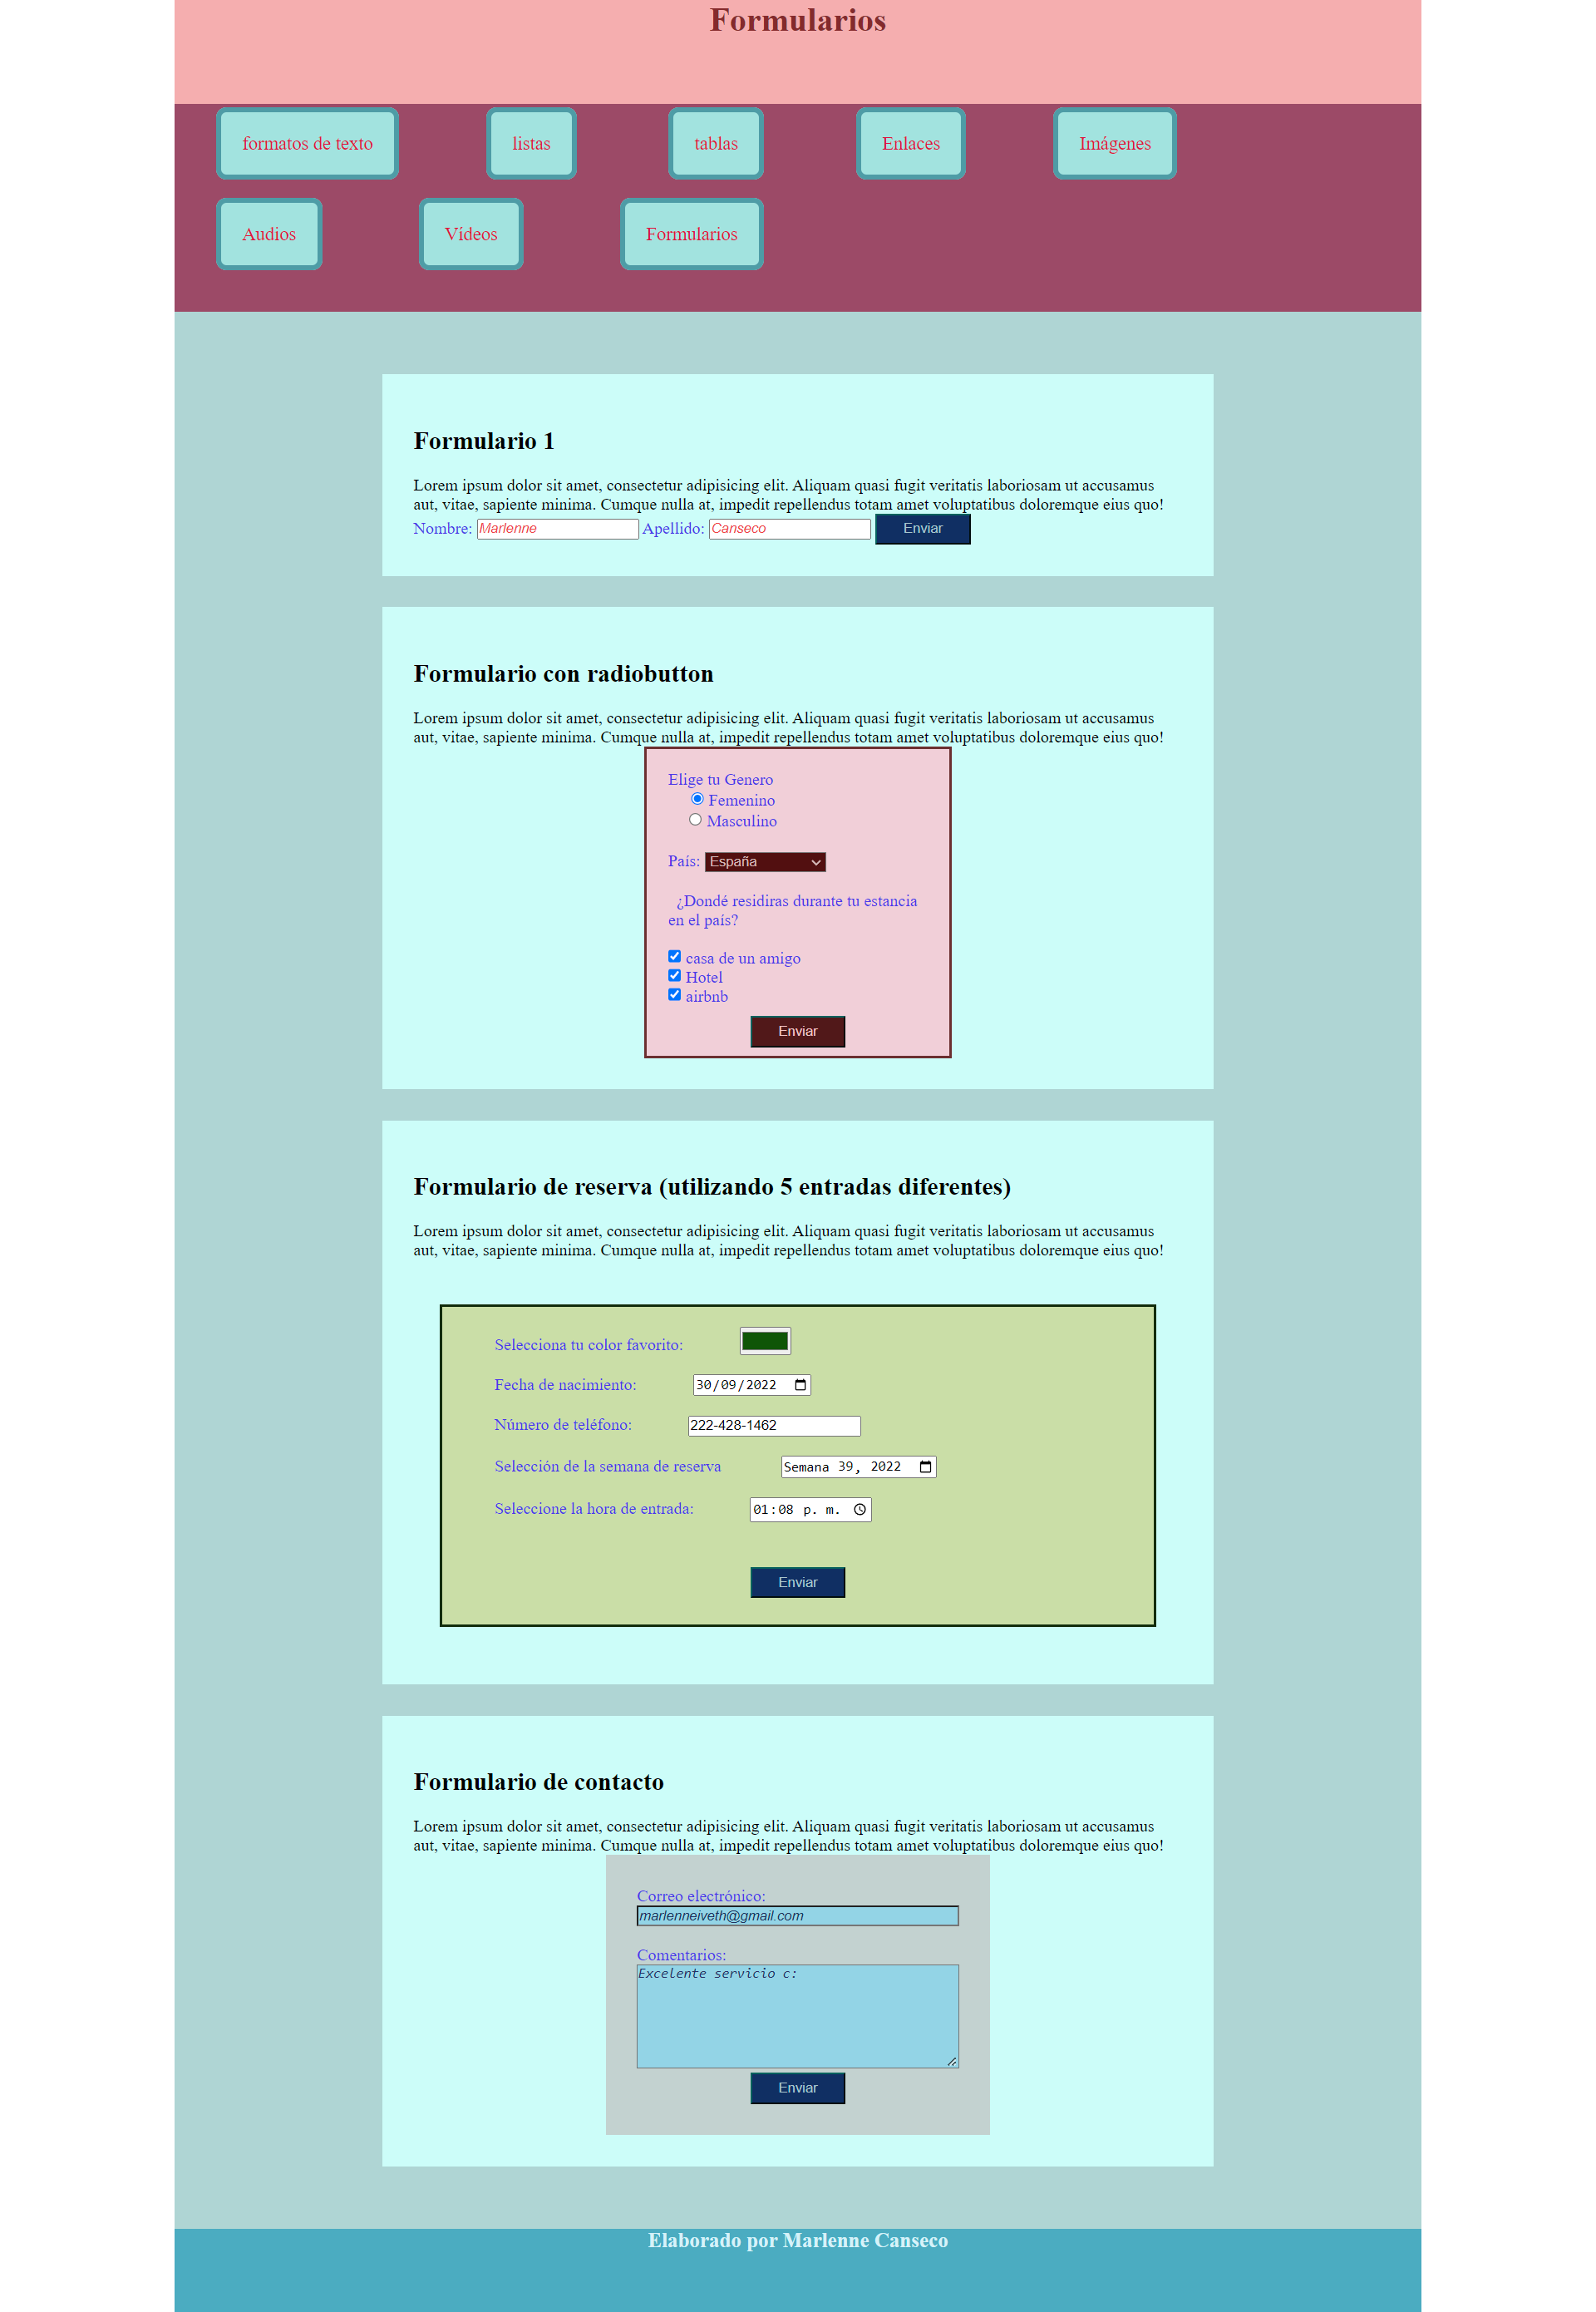 Formularios
formatos de texto
listas
tablas
Enlaces
Imágenes
Audios
Vídeos
Formularios
Formulario 1
Lorem ipsum dolor sit amet, consectetur adipisicing elit. Aliquam quasi fugit veritatis laboriosam ut accusamus
aut, vitae, sapiente minima. Cumque nulla at, impedit repellendus totam amet voluptatibus doloremque eius quo!
Nombre: Marlenne Apellido: Canseco Enviar
Formulario con radiobutton
Lorem ipsum dolor sit amet, consectetur adipisicing elit. Aliquam quasi fugit veritatis laboriosam ut accusamus
aut, vitae, sapiente minima. Cumque nulla at, impedit repellendus totam amet voluptatibus doloremque eius quo!
Elige tu Genero
Femenino
Masculino
País: España
¿Dondé residiras durante tu estancia
en el país?
casa de un amigo
Hotel
airbnb
Enviar
Formulario de reserva (utilizando 5 entradas diferentes)
Lorem ipsum dolor sit amet, consectetur adipisicing elit. Aliquam quasi fugit veritatis laboriosam ut accusamus
aut, vitae, sapiente minima. Cumque nulla at, impedit repellendus totam amet voluptatibus doloremque eius quo!
Selecciona tu color favorito:
Fecha de nacimiento: 30/09/2022
Número de teléfono: 222-428-1462
Selección de la semana de reserva Semana 39, 2022
Seleccione la hora de entrada: 01:08 p. m.
Enviar
Formulario de contacto
Lorem ipsum dolor sit amet, consectetur adipisicing elit. Aliquam quasi fugit veritatis laboriosam ut accusamus
aut, vitae, sapiente minima. Cumque nulla at, impedit repellendus totam amet voluptatibus doloremque eius quo!
Correo electrónico:
marlenneiveth@gmail.com
Comentarios:
Excelente servicio c:
Enviar
Elaborado por Marlenne Canseco